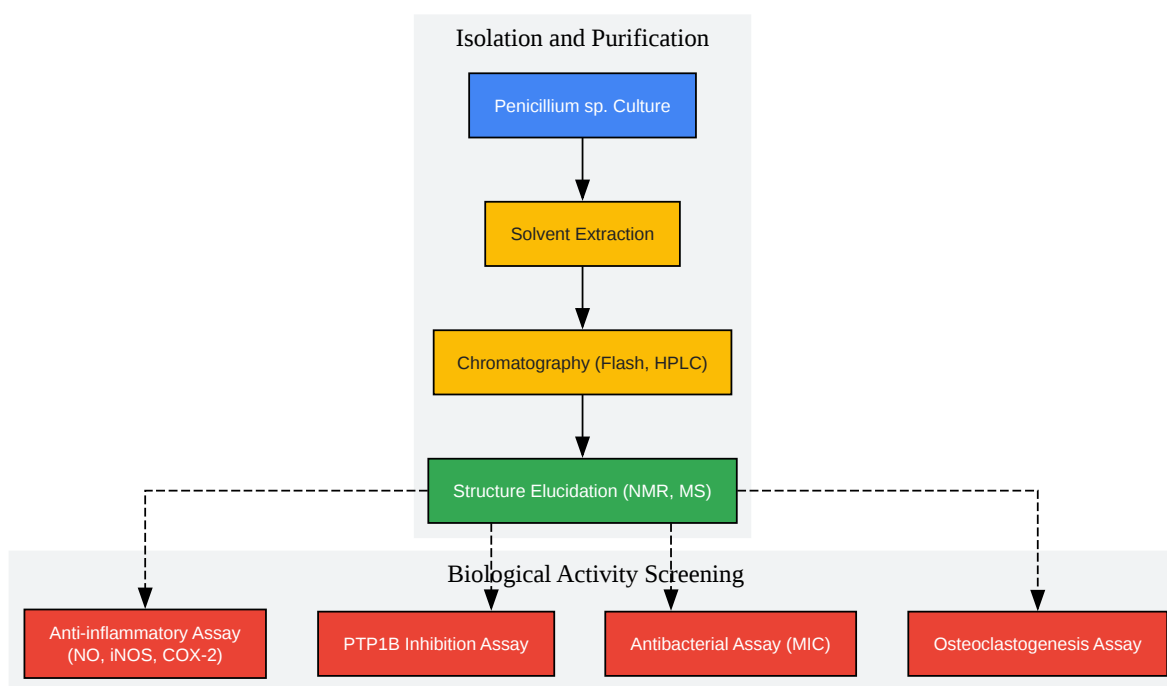 Isolation and Purification
Penicillium sp. Culture
Solvent Extraction
Chromatography (Flash, HPLC)
Structure Elucidation (NMR, MS)
Biological Activity Screening
Anti-inflammatory Assay
(NO, iNOS, COX-2)
PTP1B Inhibition Assay
Antibacterial Assay (MIC)
Osteoclastogenesis Assay